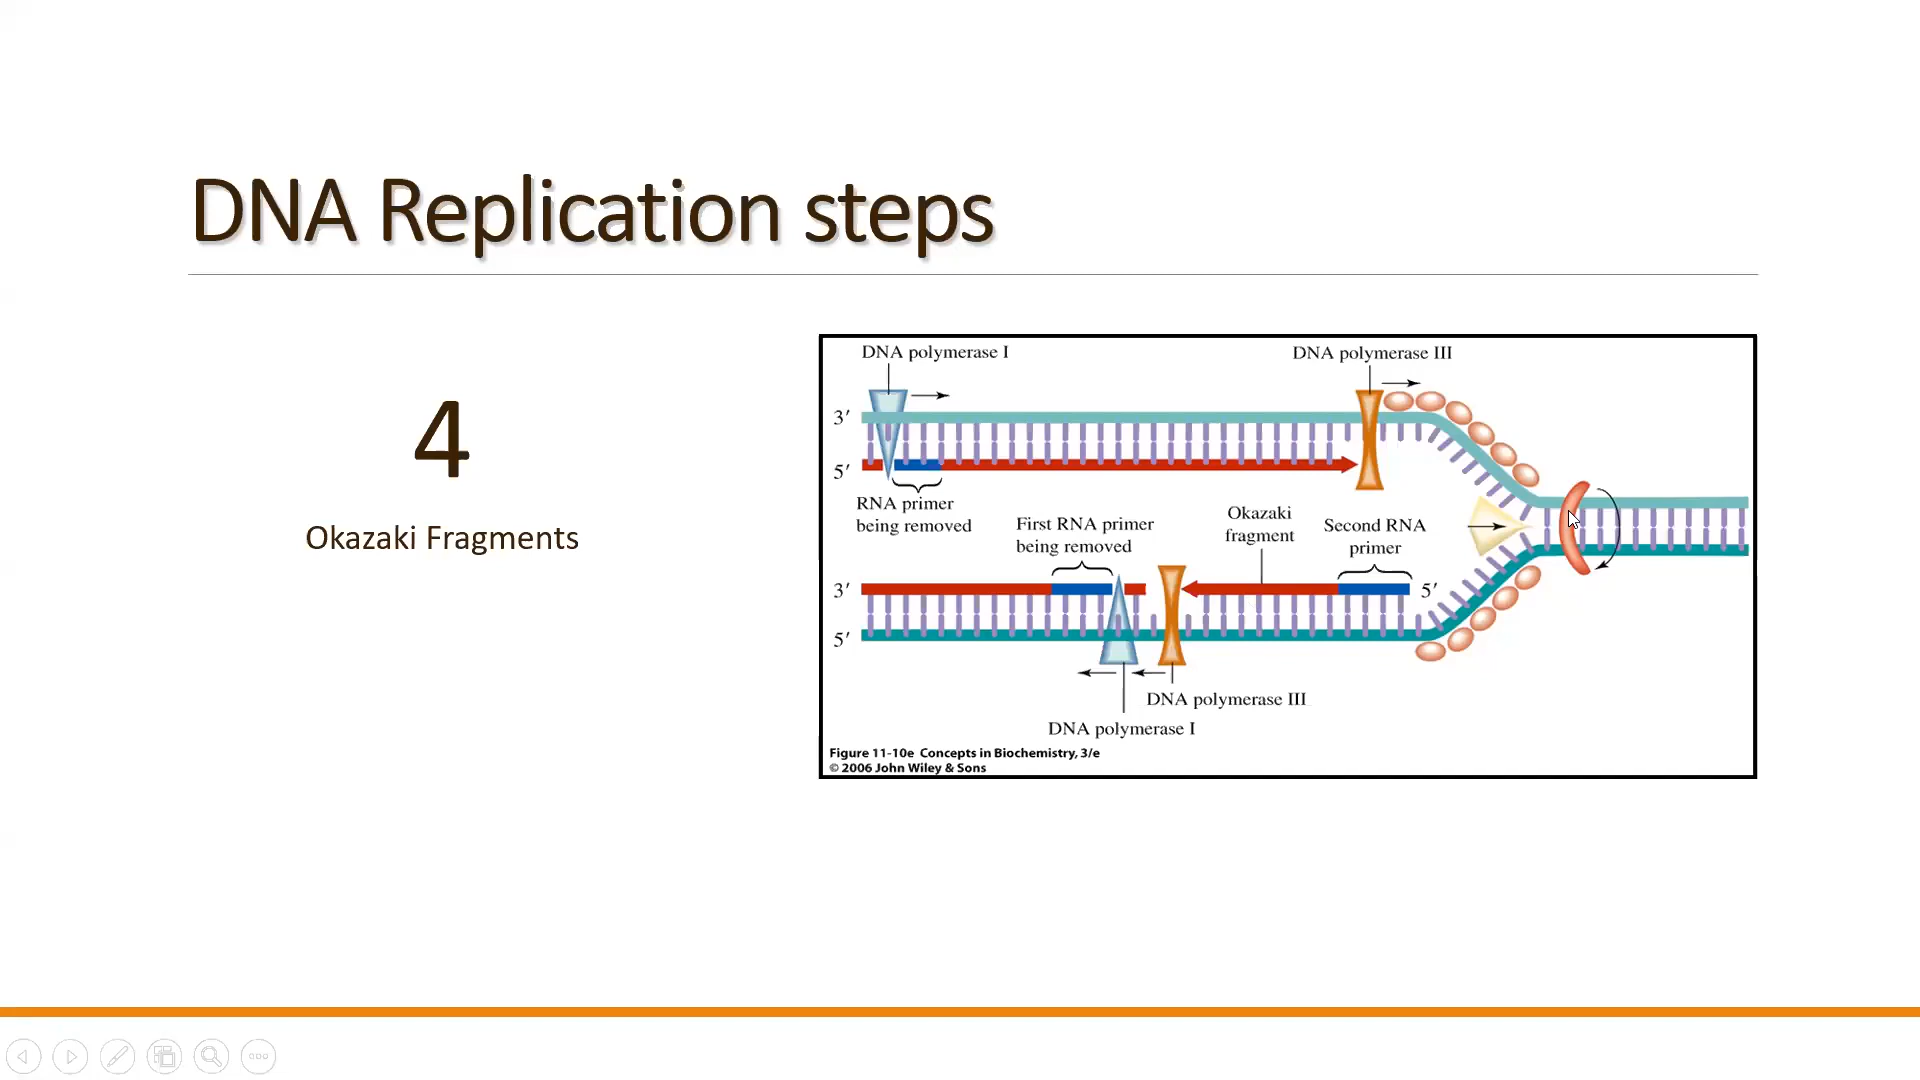 DNA Replication steps
4
Okazaki Fragments
DNA polymerase I
DNA polymerase III
3′
5′
RNA primer
being removed
First RNA primer
being removed
Okazaki
fragment
Second RNA
primer
3′
5′
5′
DNA polymerase III
DNA polymerase I
Figure 11-10e Concepts in Biochemistry, 3/e
© 2006 John Wiley & Sons